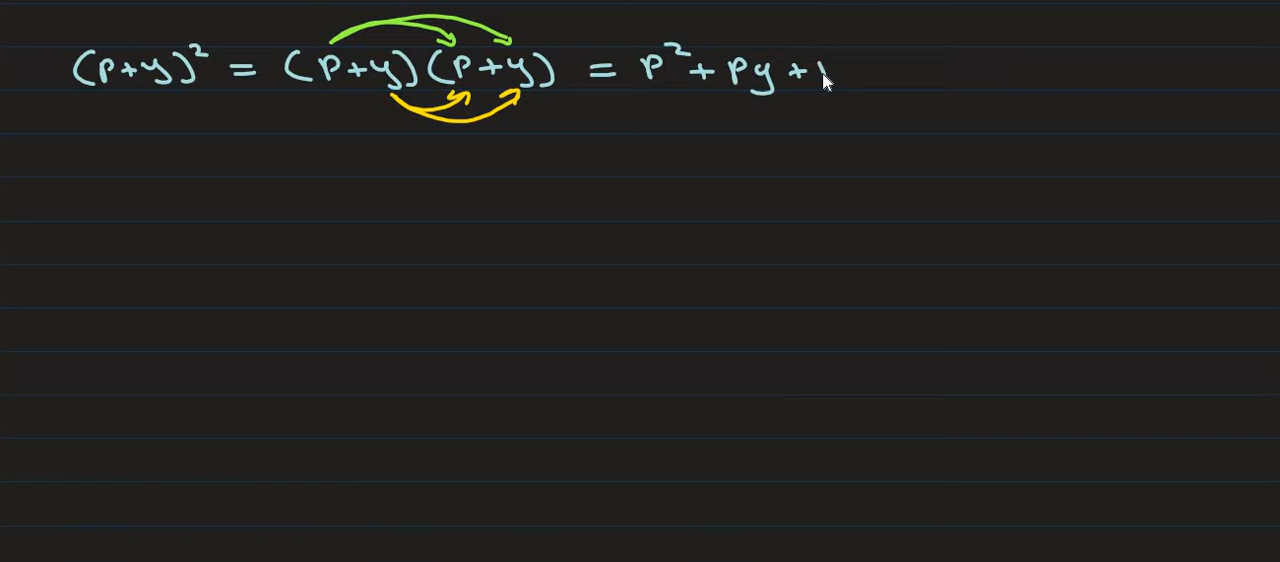 (p+y)² = (p+y)(p+y) = p² + py +